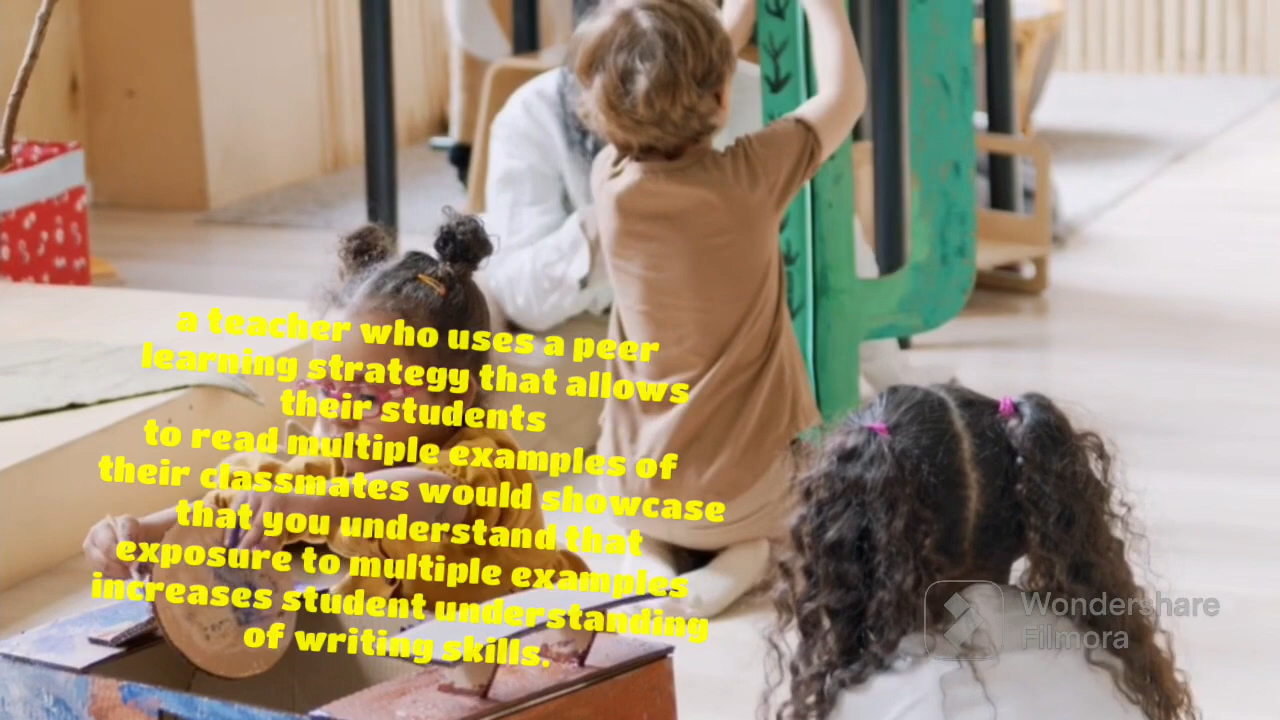 a teacher who uses a peer
learning strategy that allows
their students
to read multiple examples of
their classmates would showcase
that you understand that
exposure to multiple examples
increases student understanding
of writing skills.
Wondershare
Filmora